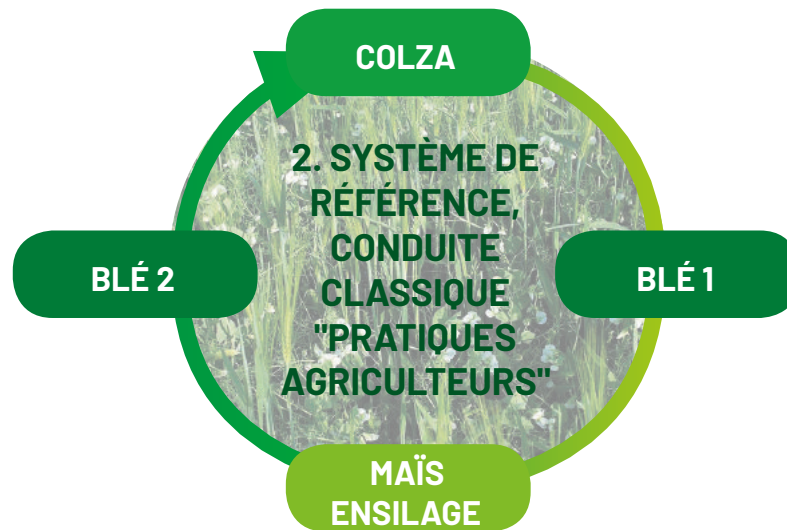 COLZA
2. SYSTÈME DE
RÉFÉRENCE,
CONDUITE
CLASSIQUE
"PRATIQUES
AGRICULTEURS"
BLÉ 2
BLÉ 1
MAÏS
ENSILAGE